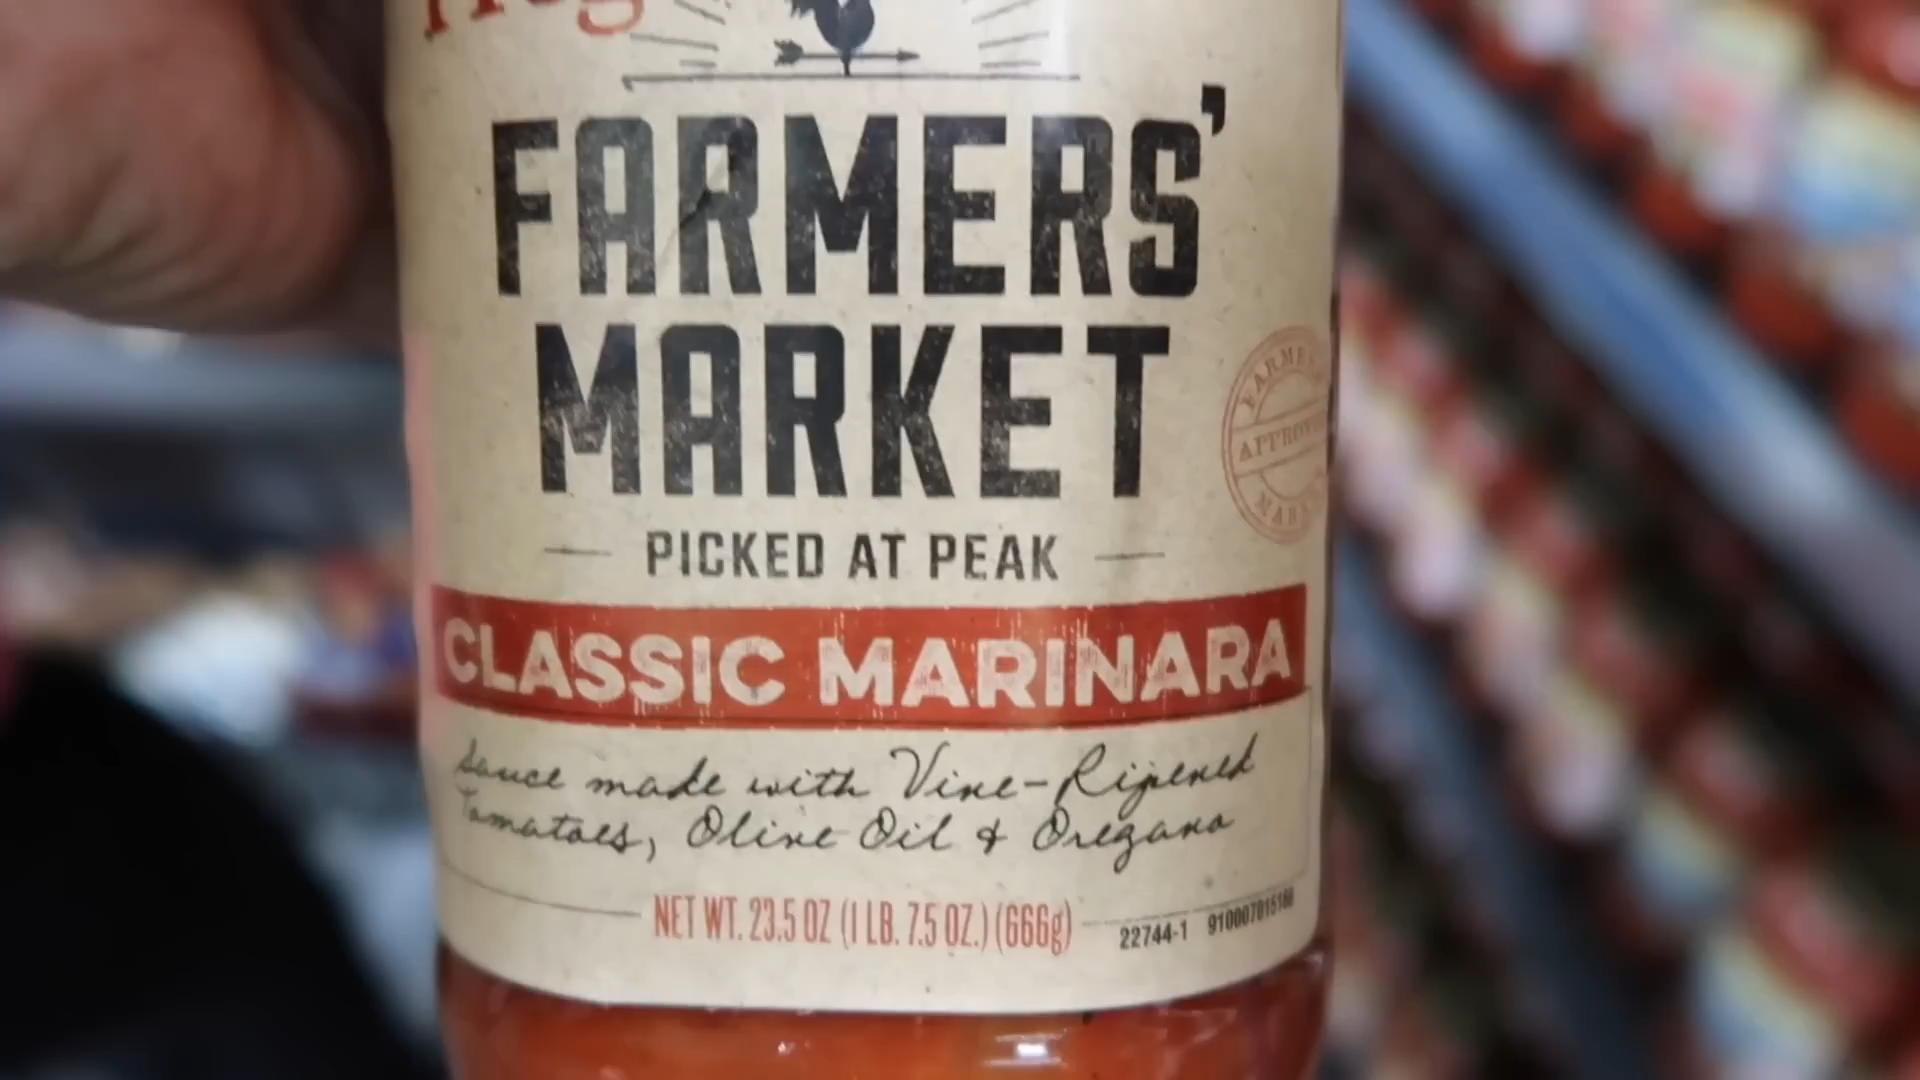 FARMERS'
MARKET
PICKED AT PEAK
CLASSIC MARINARA
Sauce made with Vine-Ripened
Tomatoes, Olive Oil & Oregano
NET WT. 23.5 OZ (1 LB. 7.5 OZ.) (666g)
22744-1